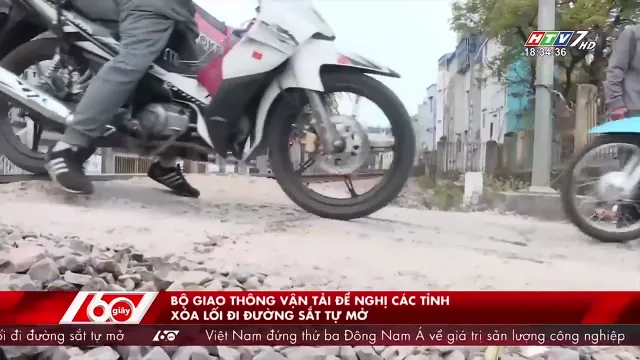 HTV7 HD
18:34:36
60 giây
BỘ GIAO THÔNG VẬN TẢI ĐỀ NGHỊ CÁC TỈNH
XÓA LỐI ĐI ĐƯỜNG SẮT TỰ MỞ
ối đi đường sắt tự mở 60 giây Việt Nam đứng thứ ba Đông Nam Á về giá trị sản lượng công nghiệp